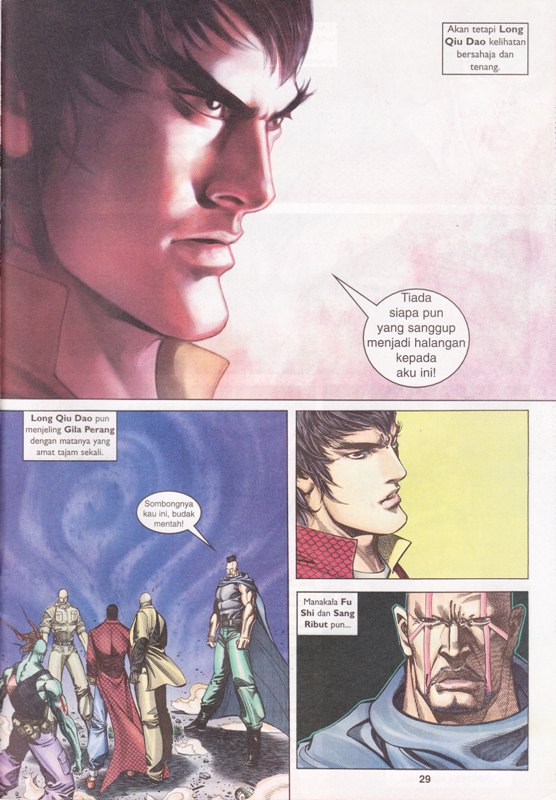 Akan tetapi Long
Qiu Dao kelihatan
bersahaja dan
tenang.
Tiada
siapa pun
yang sanggup
menjadi halangan
kepada
aku ini!
Long Qiu Dao pun
menjeling Gila Perang
dengan matanya yang
amat tajam sekali.
Sombongnya
kau ini, budak
mentah!
Manakala Fu
Shi dan Sang
Ribut pun...
29